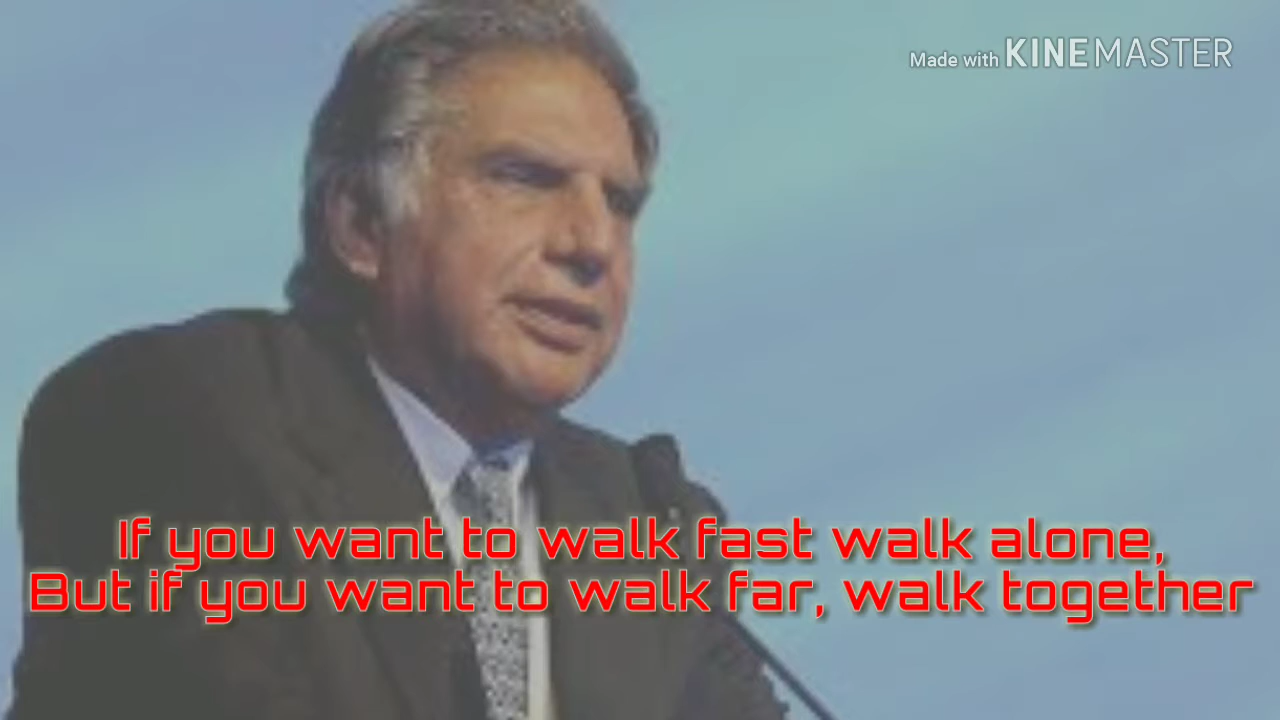 Made with KINEMASTER
If you want to walk fast walk alone,
But if you want to walk far, walk together